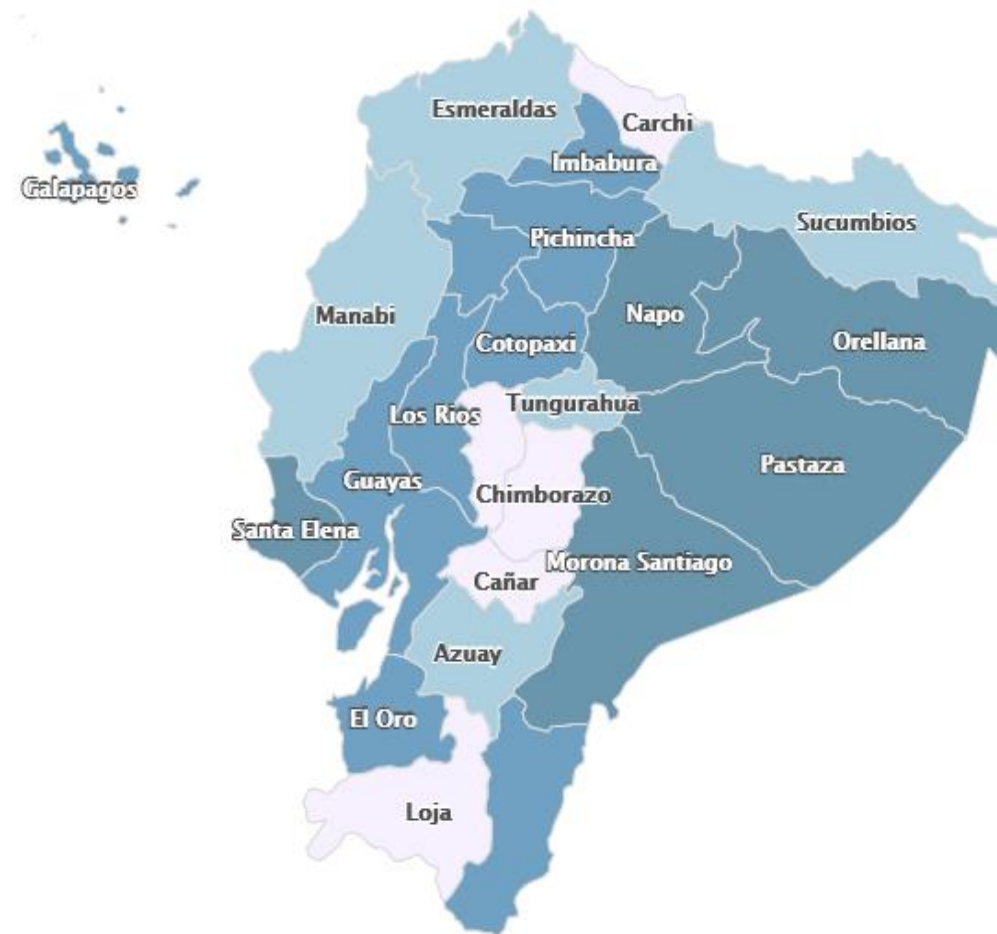 Esmeraldas
Carchi
Imbabura
Galapagos
Sucumbios
Pichincha
Manabi
Napo
Cotopaxi
Orellana
Tungurahua
Los Rios
Pastaza
Guayas
Chimborazo
Santa Elena
Morona Santiago
Cañar
Azuay
El Oro
Loja